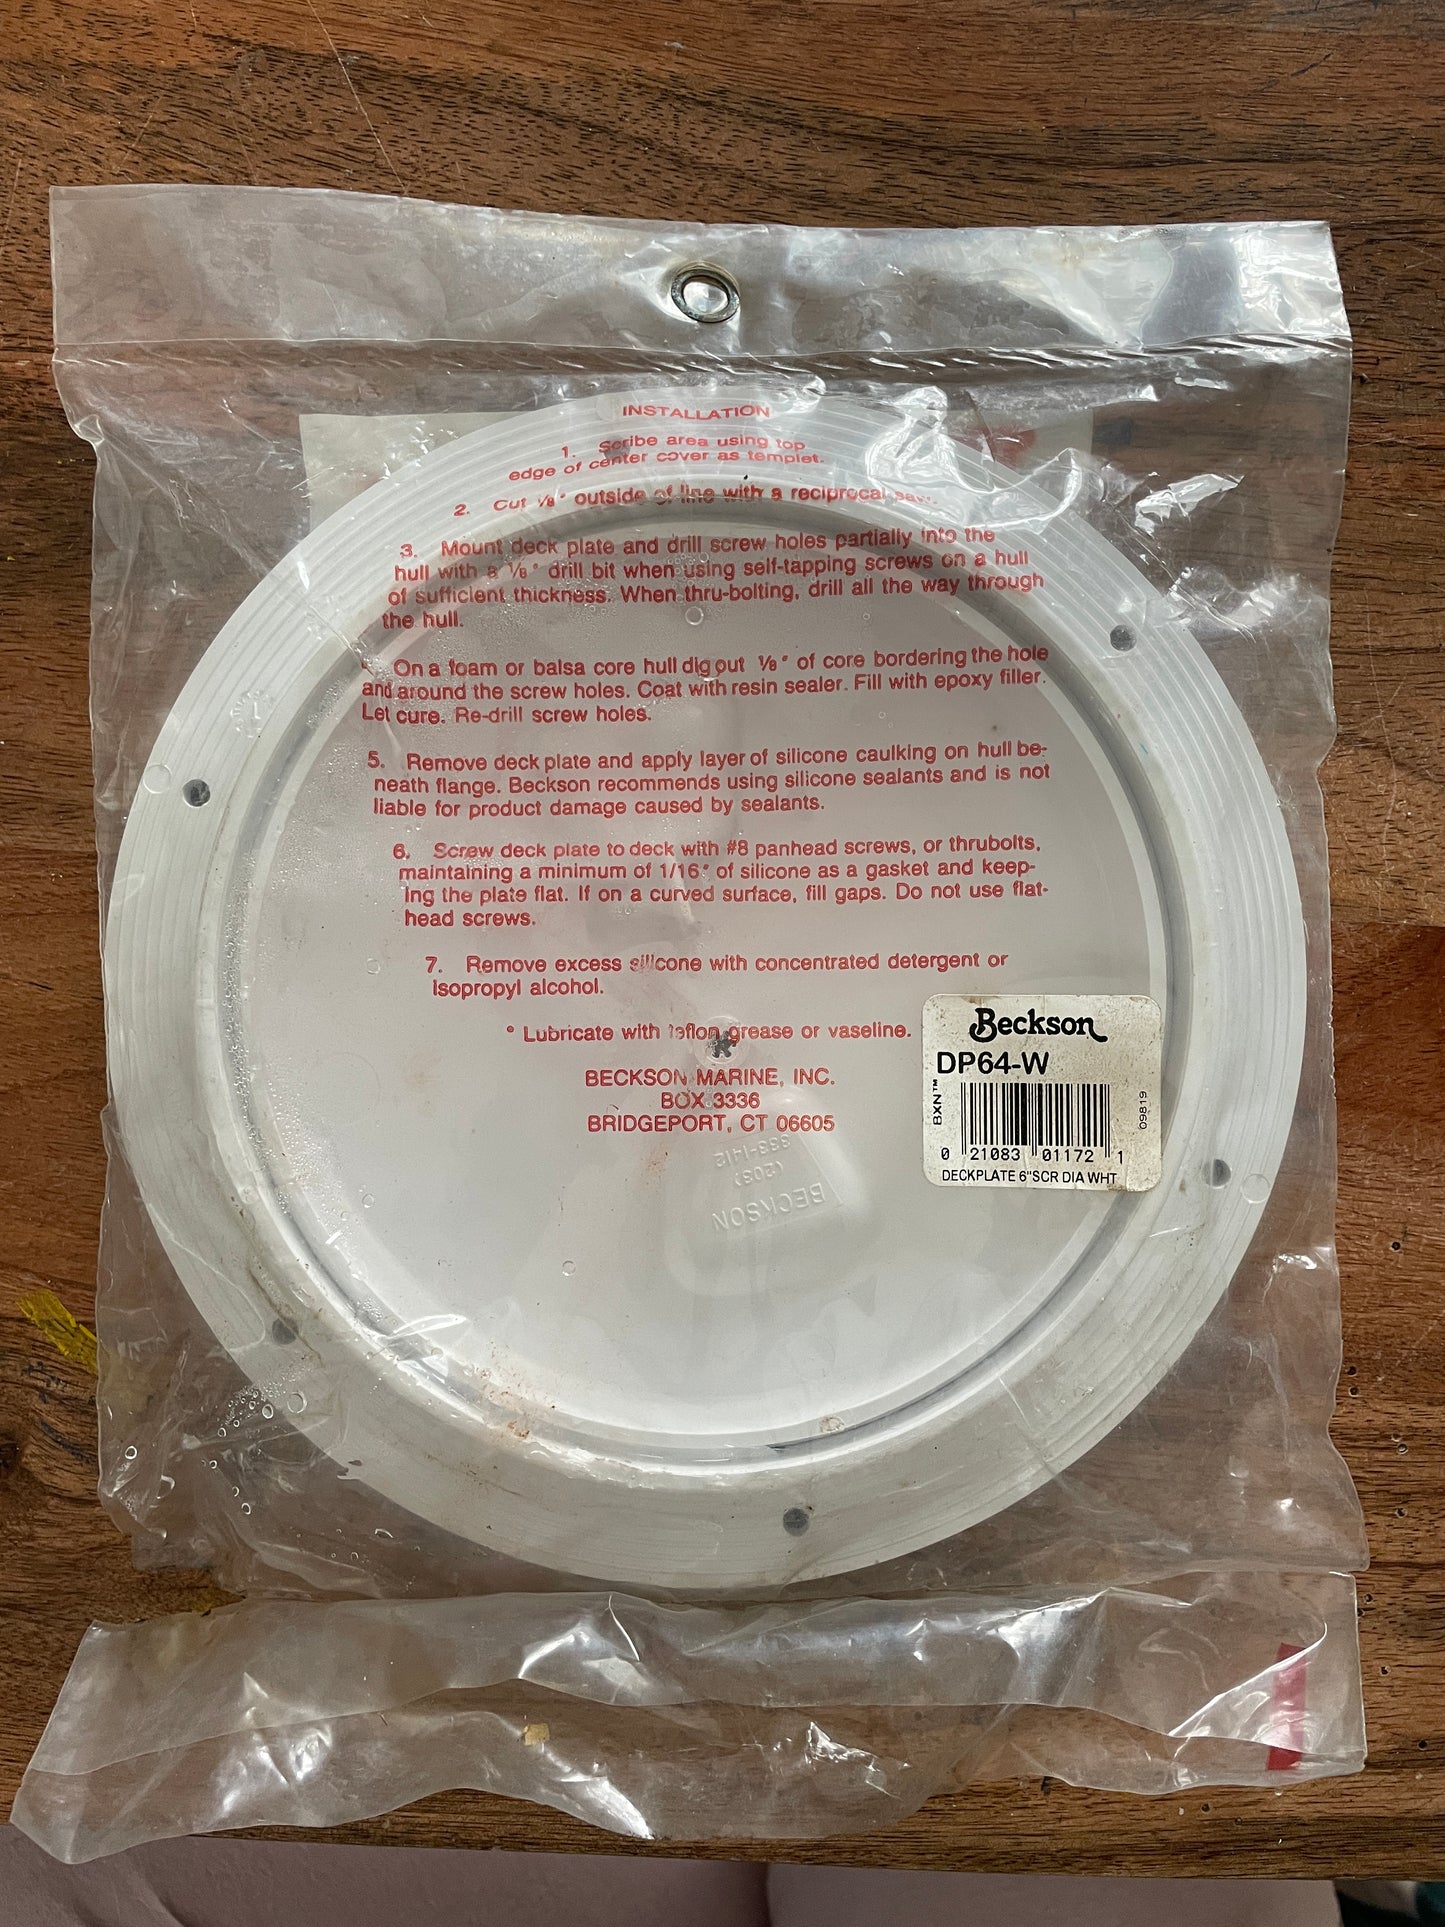 INSTALLATION
1. Scribe area using top
edge of center cover as templet.
2. Cut ⅛" outside of line with a reciprocal saw.
3. Mount deck plate and drill screw holes partially into the
hull with a ⅛" drill bit when using self-tapping screws on a hull
of sufficient thickness. When thru-bolting, drill all the way through
the hull.
On a foam or balsa core hull dig out ⅛" of core bordering the hole
and around the screw holes. Coat with resin sealer. Fill with epoxy filler.
Let cure. Re-drill screw holes.
5. Remove deck plate and apply layer of silicone caulking on hull be-
neath flange. Beckson recommends using silicone sealants and is not
liable for product damage caused by sealants.
6. Screw deck plate to deck with #8 panhead screws, or thrubolts,
maintaining a minimum of 1/16" of silicone as a gasket and keep-
ing the plate flat. If on a curved surface, fill gaps. Do not use flat-
head screws.
7. Remove excess silicone with concentrated detergent or
isopropyl alcohol.
* Lubricate with teflon grease or vaseline.
BECKSON MARINE, INC.
BOX 3336
BRIDGEPORT, CT 06605
Beckson
DP64-W
BXN™
09819
0 21083 01172 1
DECKPLATE 6"SCR DIA WHT
BECKSON
(203)
333-1412